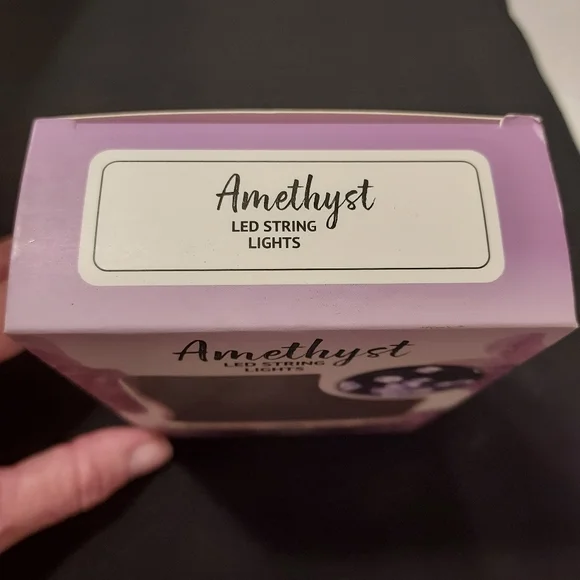 Amethyst
LED STRING
LIGHTS
Amethyst
LED STRING
LIGHTS